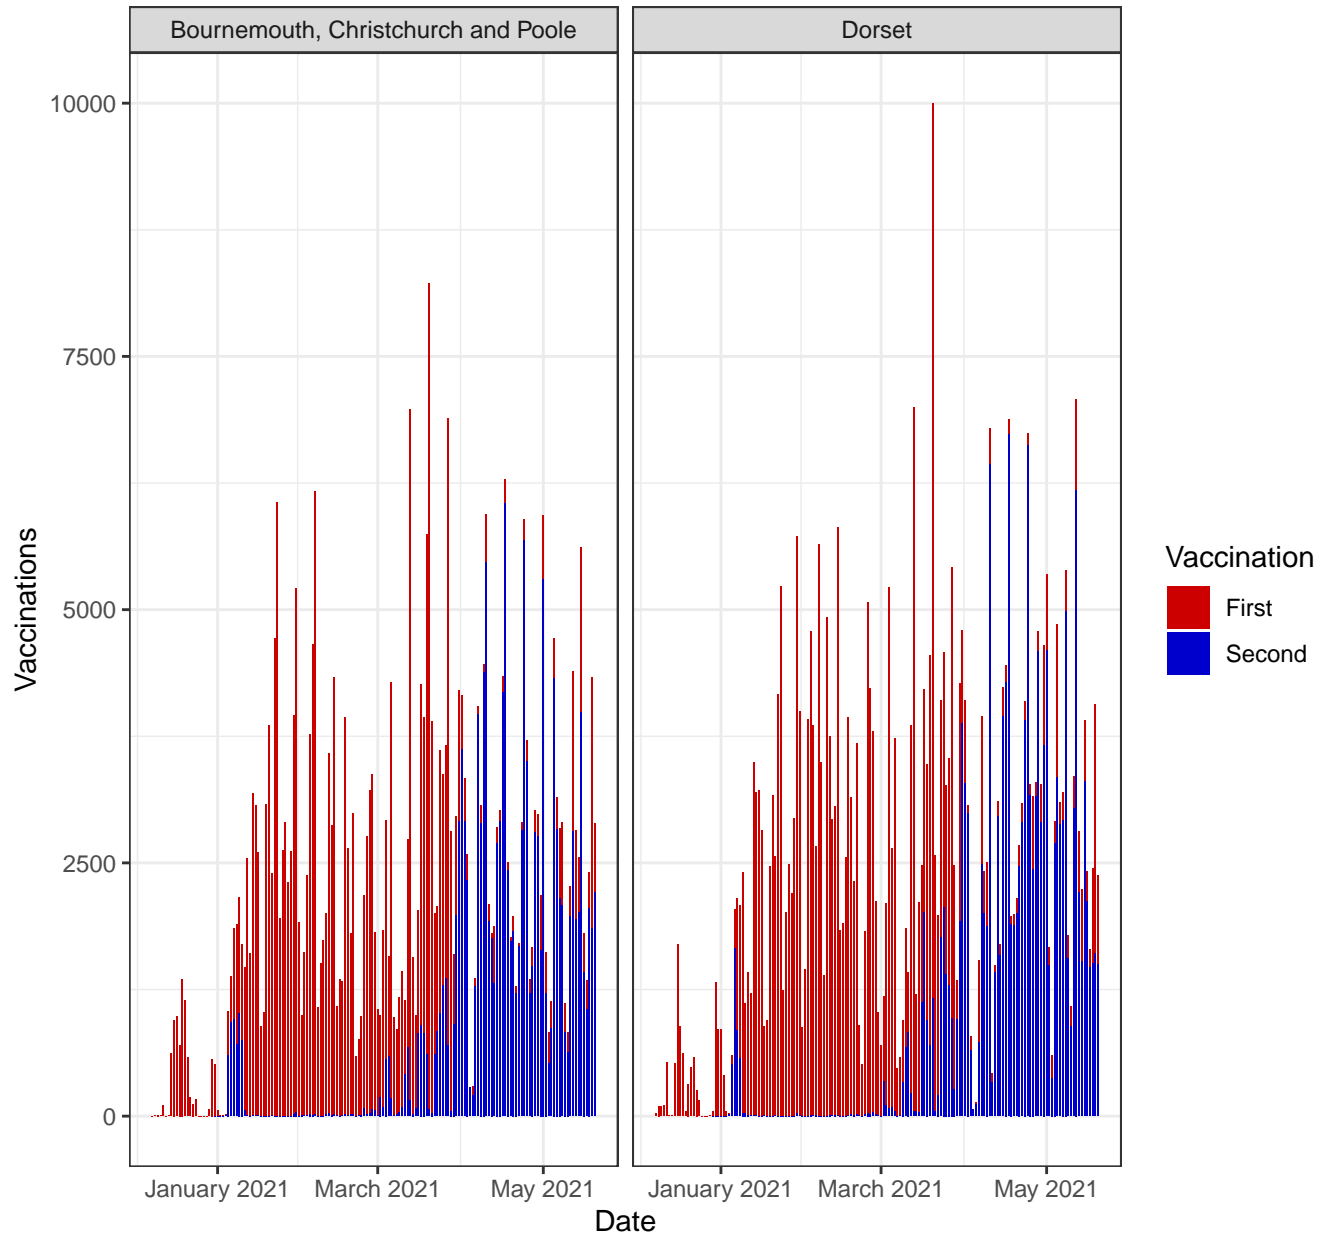 Bournemouth, Christchurch and Poole
Dorset
10000
7500
5000
2500
0
Vaccinations
January 2021 March 2021 May 2021
January 2021 March 2021 May 2021
Date
Vaccination
First
Second